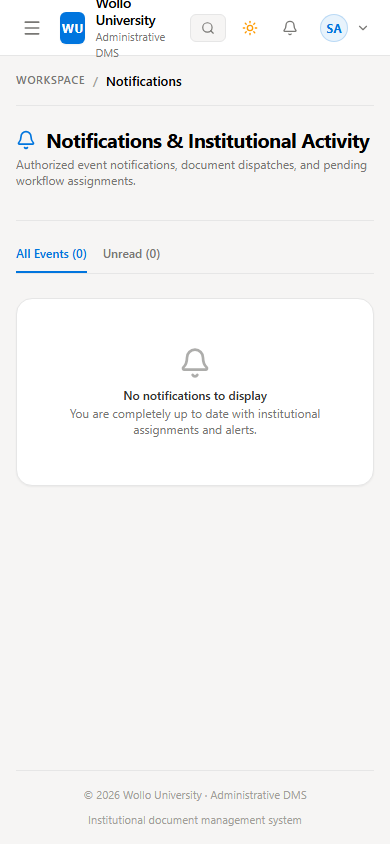 WU
Wollo
University
Administrative
DMS
SA
WORKSPACE / Notifications
Notifications & Institutional Activity
Authorized event notifications, document dispatches, and pending
workflow assignments.
All Events (0)
Unread (0)
No notifications to display
You are completely up to date with institutional
assignments and alerts.
© 2026 Wollo University · Administrative DMS
Institutional document management system